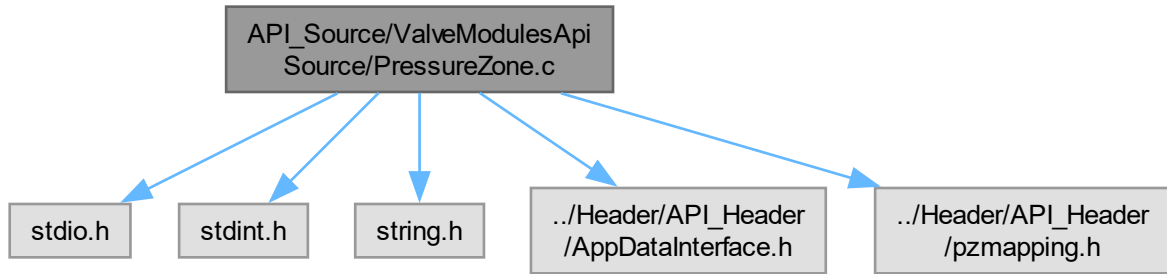 API_Source/ValveModulesApi
Source/PressureZone.c
stdio.h
stdint.h
string.h
../Header/API_Header
/AppDataInterface.h
../Header/API_Header
/pzmapping.h